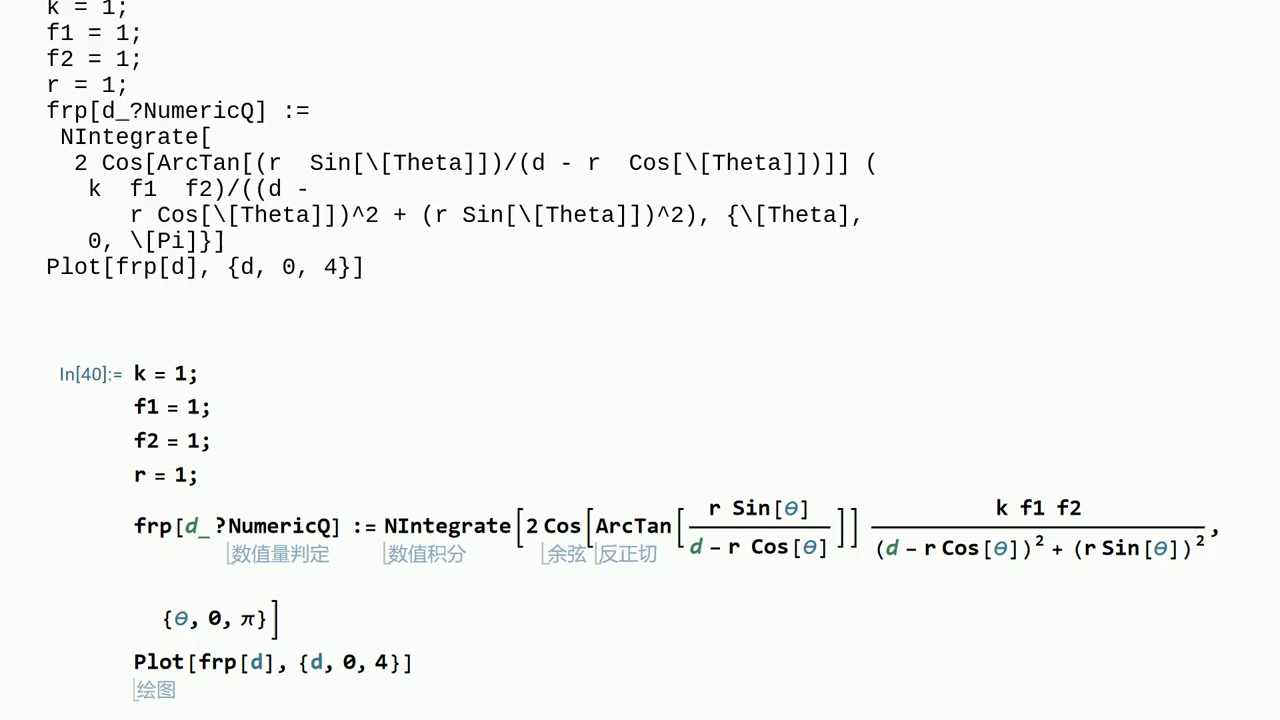 k = 1;
f1 = 1;
f2 = 1;
r = 1;
frp[d_?NumericQ] :=
NIntegrate[
2 Cos[ArcTan[(r  Sin[\[Theta]])/(d - r  Cos[\[Theta]])]] (
k  f1  f2)/((d -
r Cos[\[Theta]])^2 + (r Sin[\[Theta]])^2), {\[Theta],
0, \[Pi]}]
Plot[frp[d], {d, 0, 4}]
In[40]:= k = 1;
f1 = 1;
f2 = 1;
r = 1;
frp[d_?NumericQ] := NIntegrate[2 Cos[ArcTan[(r Sin[θ])/(d - r Cos[θ])]] (k f1 f2)/((d - r Cos[θ])² + (r Sin[θ])²),
数值量判定 数值积分 余弦 反正切
{θ, 0, π}]
Plot[frp[d], {d, 0, 4}]
绘图